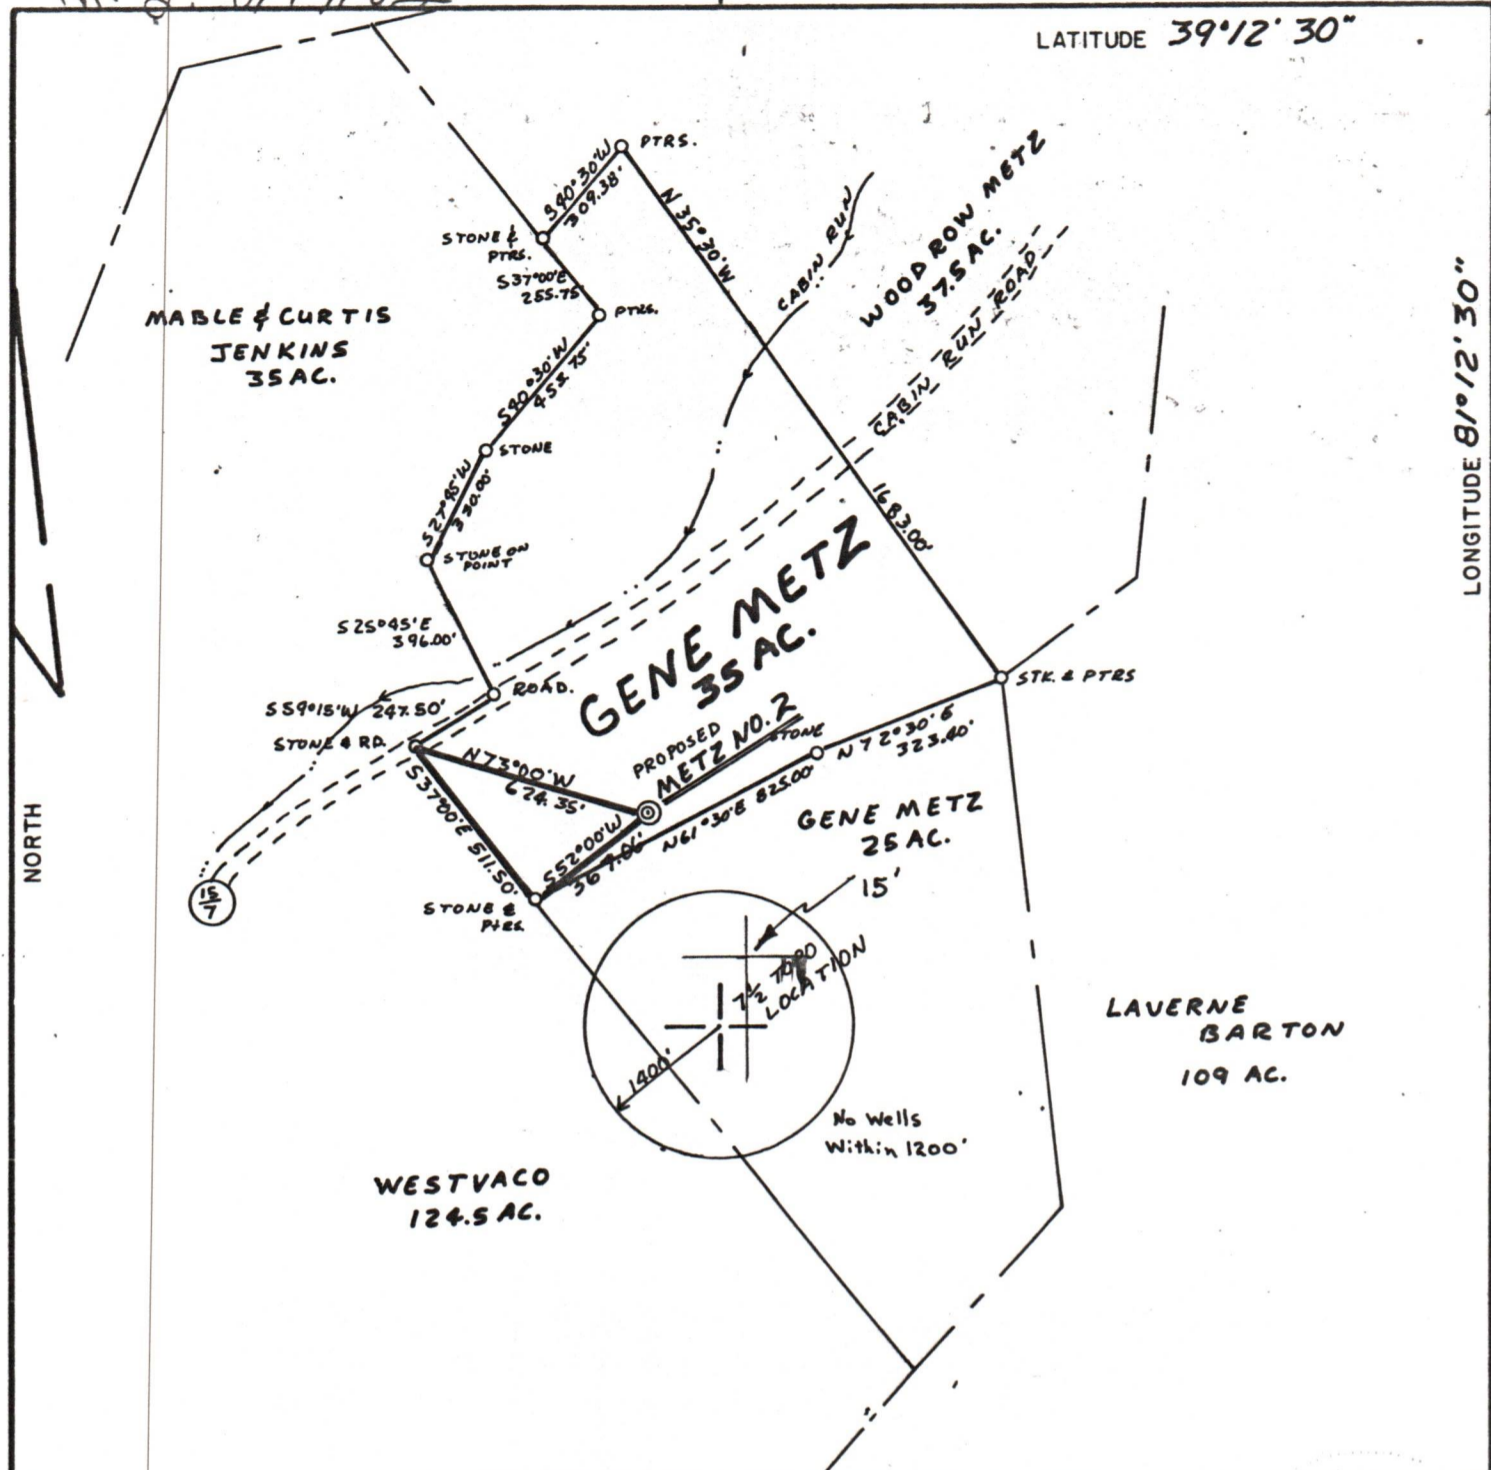 LATITUDE 39°12' 30"
LONGITUDE 81°12' 30"
NORTH
PTRS.
S40°30'W
309.38'
STONE &
PTRS.
S37°00'E
255.75'
PTRS.
N 35°30'W
1683.00'
CABIN RUN
WOODROW METZ
37.5 AC.
CABIN RUN ROAD
MABLE & CURTIS
JENKINS
35 AC.
S40°30'W
453.75'
STONE
S27°45'W
330.00'
STONE ON
POINT
S25°45'E
396.00'
ROAD.
S59°15'W 247.50'
STONE & RD.
GENE METZ
35 AC.
STK. & PTRS
PROPOSED
METZ NO. 2
STONE
N 72°30'E
323.40'
N73°00'W
624.35'
S37°00'E 511.50'
S52°00'W
367.06'
N61°30'E 825.00'
GENE METZ
25 AC.
15'
15
7
STONE &
PTRS.
7½ TOPO
LOCATION
1400'
No Wells
Within 1200'
LAVERNE
BARTON
109 AC.
WESTVACO
124.5 AC.